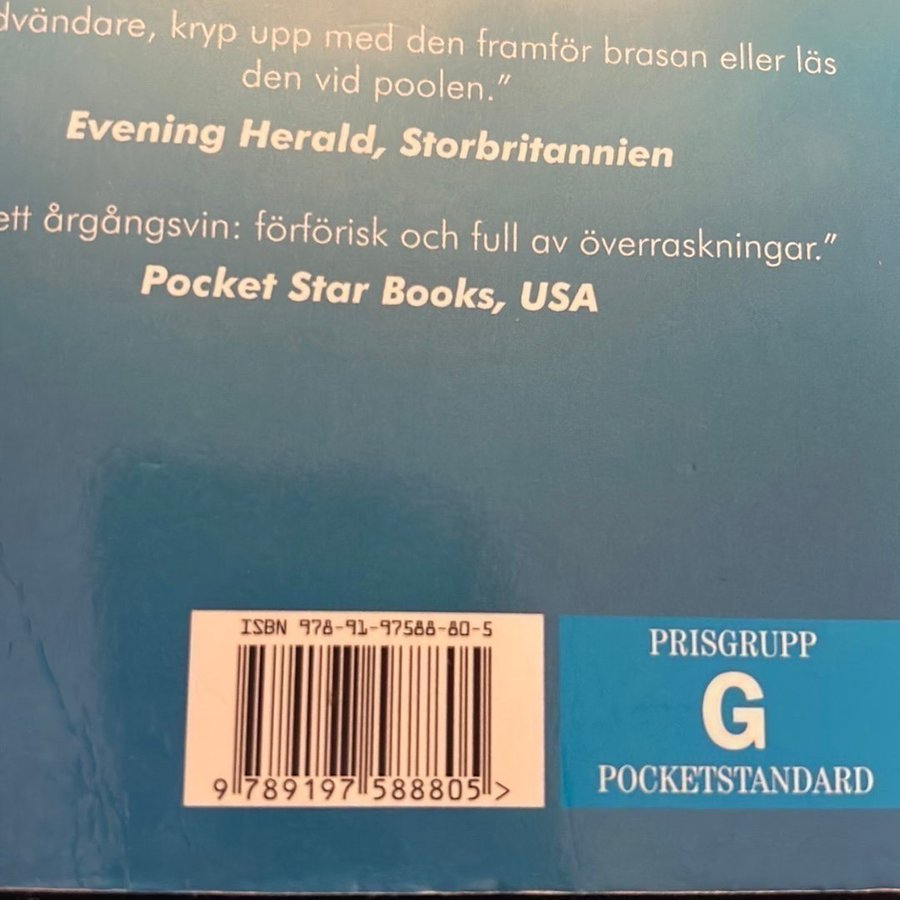 kryp upp med den framför brasan eller läs
den vid poolen.”
Evening Herald, Storbritannien
ett årgångsvin: förförisk och full av överraskningar.”
Pocket Star Books, USA
ISBN 978-91-97588-80-5
9 789197 588805 >
PRISGRUPP
G
POCKETSTANDARD